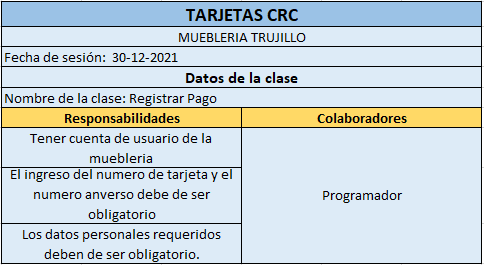 TARJETAS CRC
MUEBLERIA TRUJILLO
Fecha de sesión: 30-12-2021
Datos de la clase
Nombre de la clase: Registrar Pago
Responsabilidades
Colaboradores
Tener cuenta de usuario de la
muebleria
El ingreso del numero de tarjeta y el
numero anverso debe de ser
obligatorio
Los datos personales requeridos
deben de ser obligatorio.
Programador